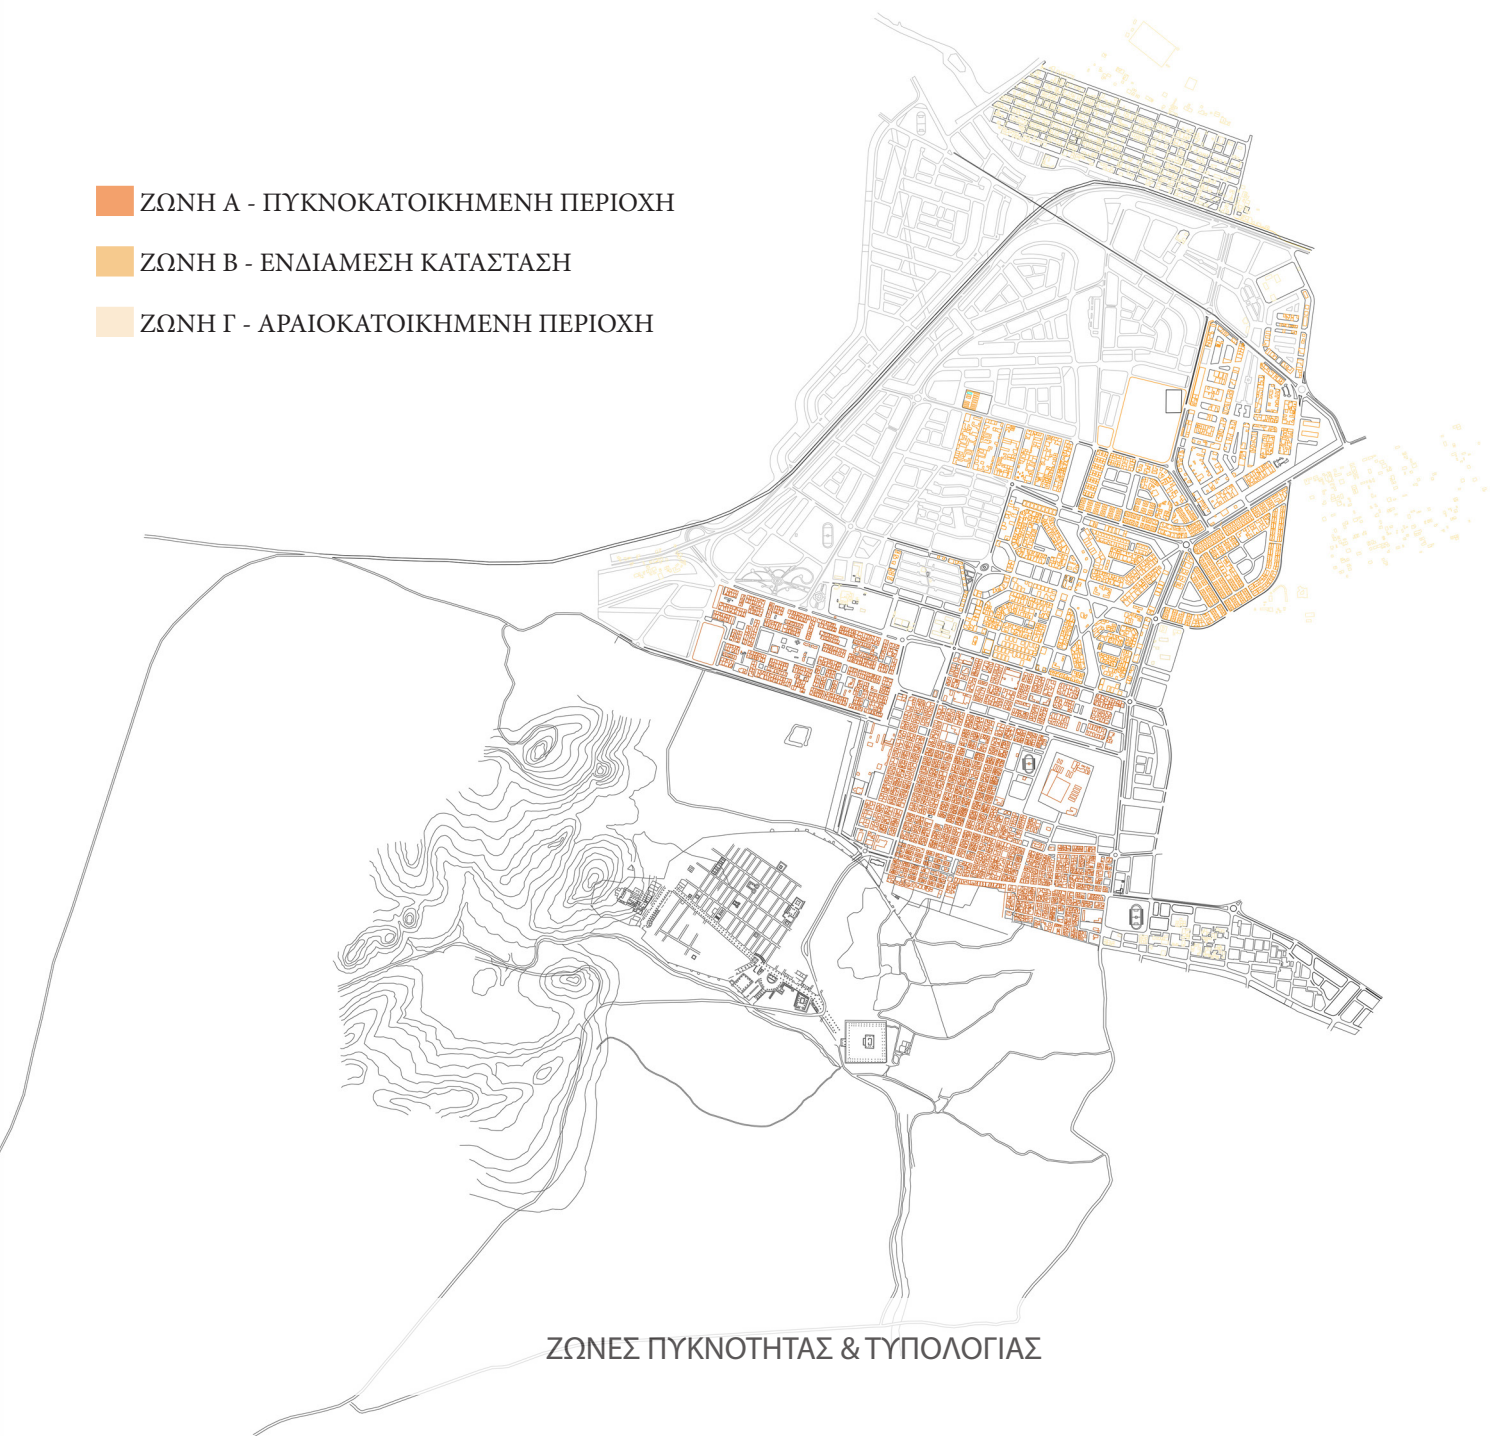 ΖΩΝΗ Α - ΠΥΚΝΟΚΑΤΟΙΚΗΜΕΝΗ ΠΕΡΙΟΧΗ
ΖΩΝΗ Β - ΕΝΔΙΑΜΕΣΗ ΚΑΤΑΣΤΑΣΗ
ΖΩΝΗ Γ - ΑΡΑΙΟΚΑΤΟΙΚΗΜΕΝΗ ΠΕΡΙΟΧΗ
ΖΩΝΕΣ ΠΥΚΝΟΤΗΤΑΣ & ΤΥΠΟΛΟΓΙΑΣ